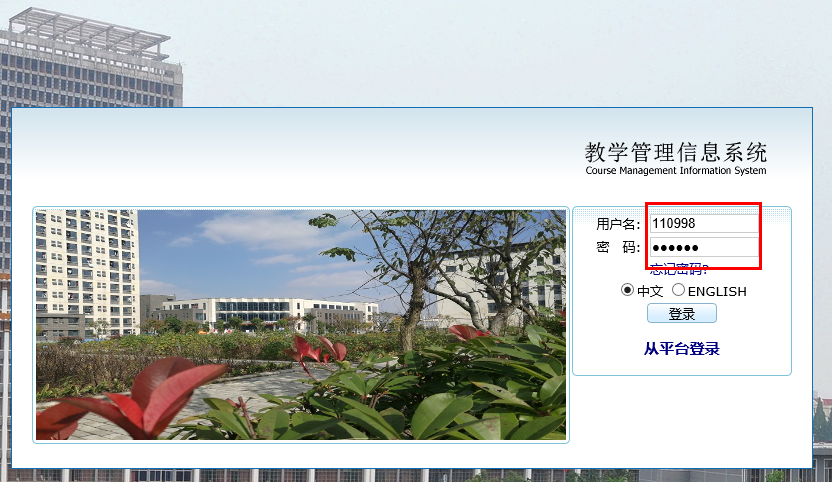 教学管理信息系统
Course Management Information System
用户名: 110998
密 码: ●●●●●●
忘记密码?
中文 ENGLISH
登录
从平台登录